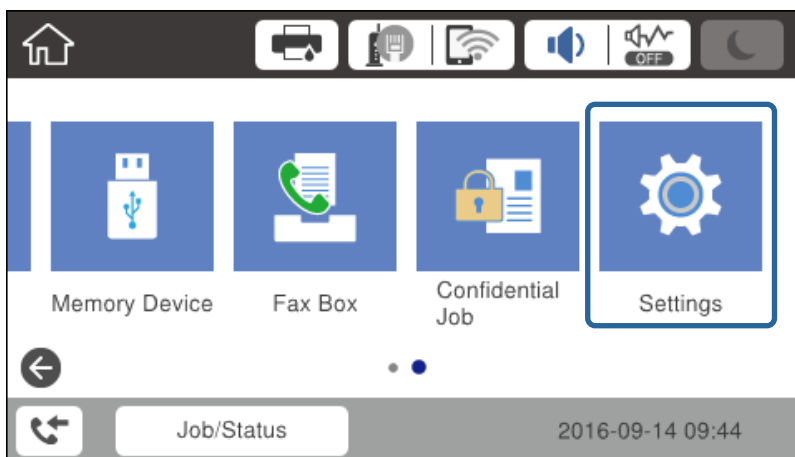 OFF
Memory Device
Fax Box
Confidential
Job
Settings
Job/Status
2016-09-14 09:44